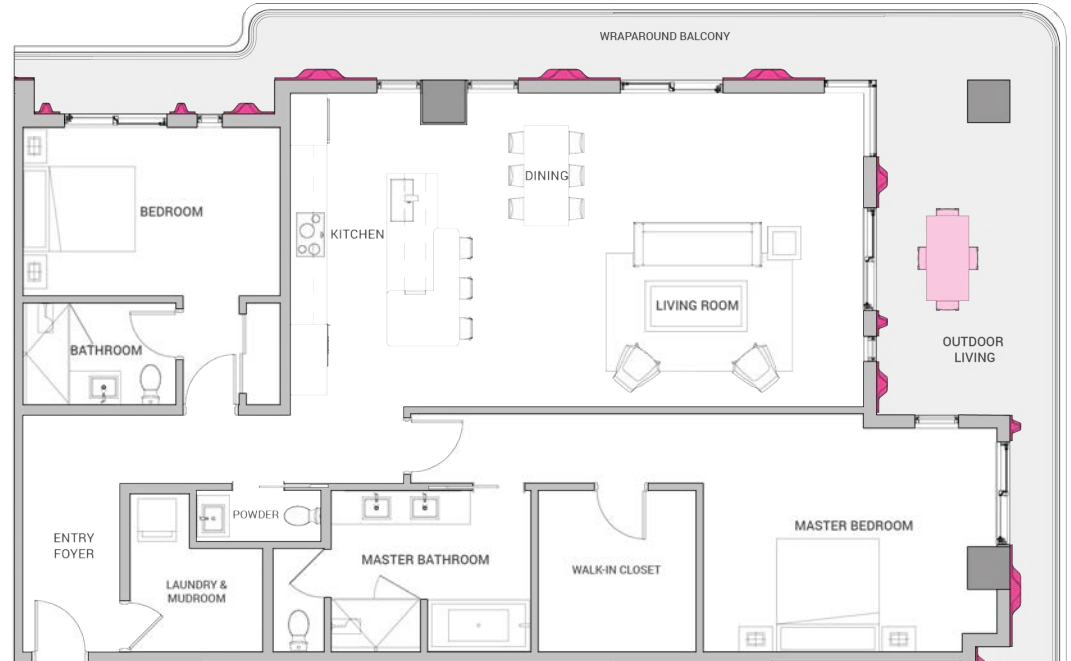 WRAPAROUND BALCONY
DINING
BEDROOM
KITCHEN
LIVING ROOM
OUTDOOR
LIVING
BATHROOM
POWDER
ENTRY
FOYER
MASTER BEDROOM
MASTER BATHROOM
WALK-IN CLOSET
LAUNDRY &
MUDROOM